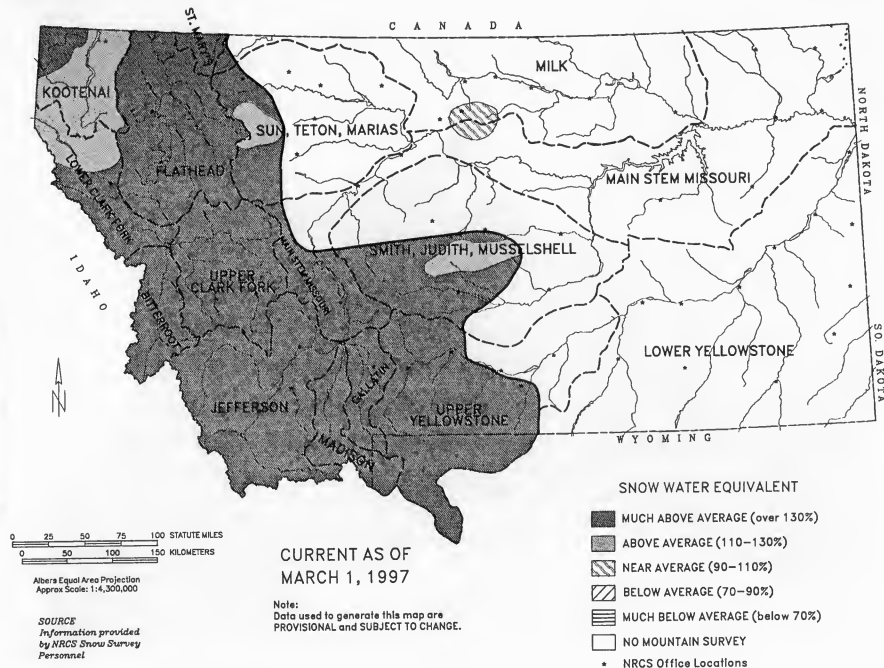 C A N A D A
ST. MARY
MILK
KOOTENAI
SUN, TETON, MARIAS
NORTH DAKOTA
FLATHEAD
LOWER CLARK FORK
MAIN STEM MISSOURI
SMITH, JUDITH, MUSSELSHELL
MAIN STEM MISSOURI
I D A H O
UPPER
CLARK FORK
BITTERROOT
LOWER YELLOWSTONE
SO. DAKOTA
N
JEFFERSON
GALLATIN
UPPER
YELLOWSTONE
MADISON
W Y O M I N G
SNOW WATER EQUIVALENT
MUCH ABOVE AVERAGE (over 130%)
ABOVE AVERAGE (110-130%)
NEAR AVERAGE (90-110%)
BELOW AVERAGE (70-90%)
MUCH BELOW AVERAGE (below 70%)
NO MOUNTAIN SURVEY
* NRCS Office Locations
0 25 50 75 100 STATUTE MILES
0 50 100 150 KILOMETERS
Albers Equal Area Projection
Approx Scale: 1:4,300,000
CURRENT AS OF
MARCH 1, 1997
Note:
Data used to generate this map are
PROVISIONAL and SUBJECT TO CHANGE.
SOURCE
Information provided
by NRCS Snow Survey
Personnel